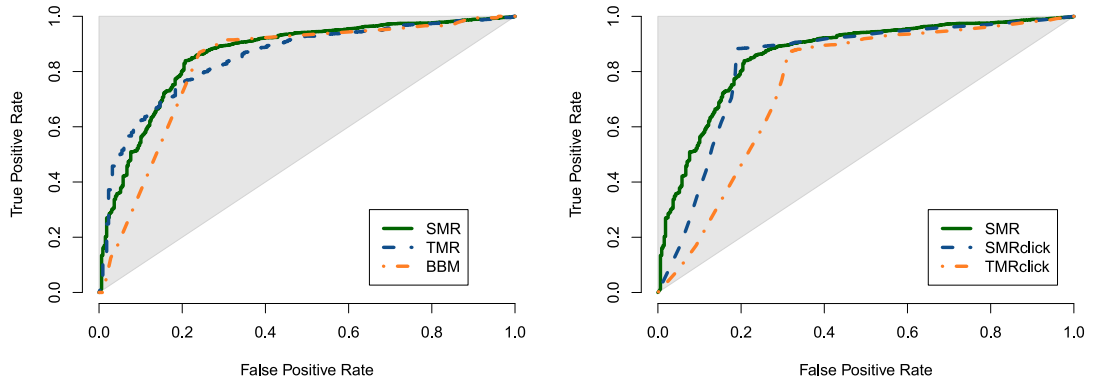 1.0
0.8
0.6
0.4
0.2
0.0
True Positive Rate
SMR
TMR
BBM
0.0 0.2 0.4 0.6 0.8 1.0
False Positive Rate
1.0
0.8
0.6
0.4
0.2
0.0
True Positive Rate
SMR
SMRclick
TMRclick
0.0 0.2 0.4 0.6 0.8 1.0
False Positive Rate